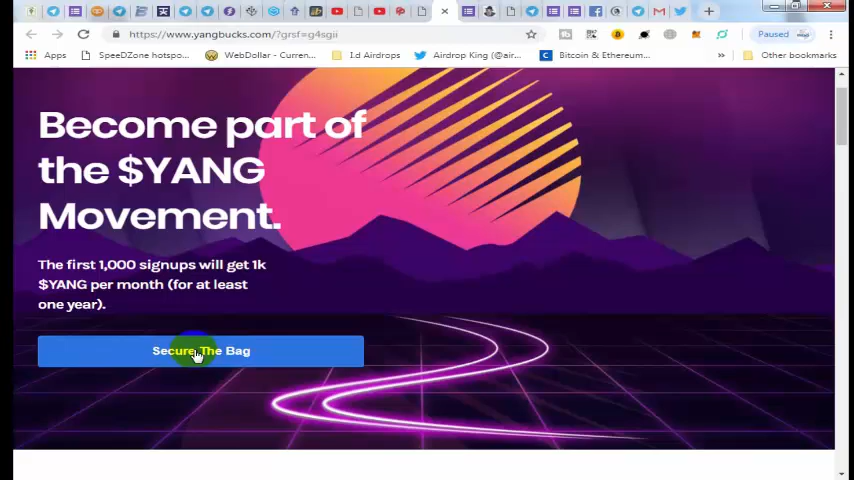 https://www.yangbucks.com/?grsf=g4sgii
Paused
Apps
SpeedZone hotspo...
WebDollar - Curren...
I.d Airdrops
Airdrop King (@air...
Bitcoin & Ethereum...
»
Other bookmarks
Become part of
the $YANG
Movement.
The first 1,000 signups will get 1k
$YANG per month (for at least
one year).
Secure The Bag